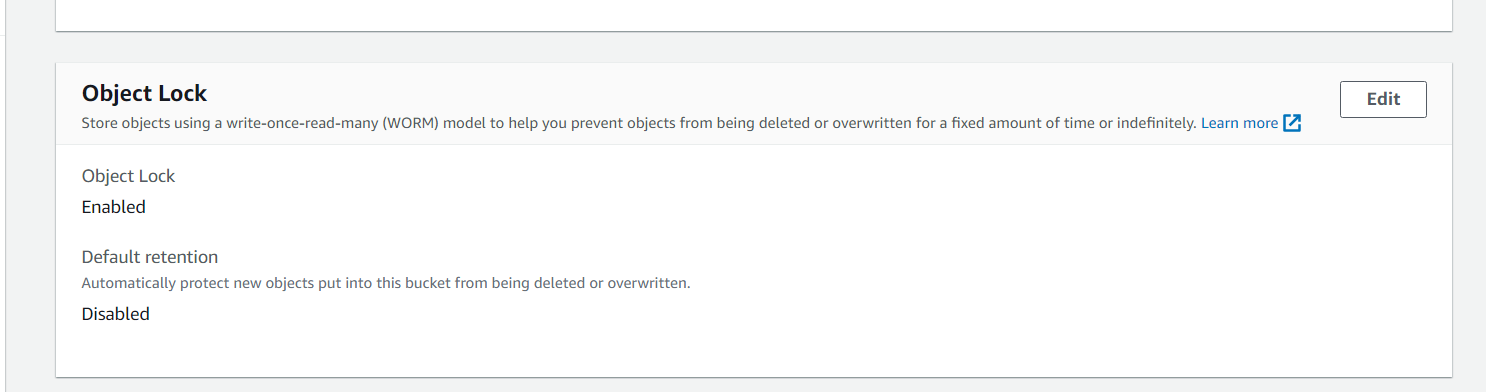 Object Lock
Edit
Store objects using a write-once-read-many (WORM) model to help you prevent objects from being deleted or overwritten for a fixed amount of time or indefinitely. Learn more
Object Lock
Enabled
Default retention
Automatically protect new objects put into this bucket from being deleted or overwritten.
Disabled